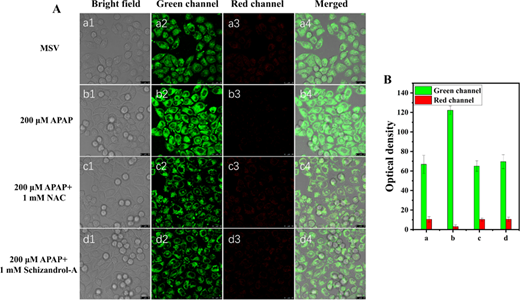 A
Bright field Green channel Red channel Merged
MSV
a1 a2 a3 a4
200 μM APAP
b1 b2 b3 b4
200 μM APAP+
1 mM NAC
c1 c2 c3 c4
200 μM APAP+
1 mM Schizandrol-A
d1 d2 d3 d4
B
Green channel
Red channel
Optical density
140
120
100
80
60
40
20
10
0
a b c d